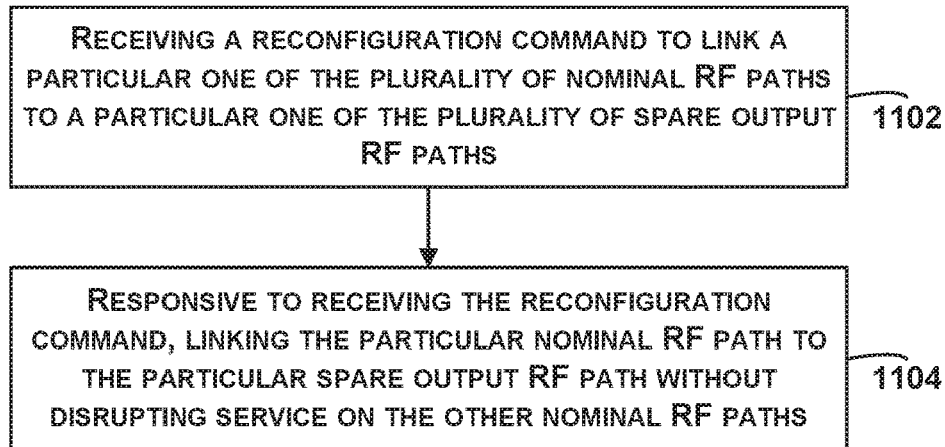 RECEIVING A RECONFIGURATION COMMAND TO LINK A
PARTICULAR ONE OF THE PLURALITY OF NOMINAL RF PATHS
TO A PARTICULAR ONE OF THE PLURALITY OF SPARE OUTPUT
RF PATHS
1102
RESPONSIVE TO RECEIVING THE RECONFIGURATION
COMMAND, LINKING THE PARTICULAR NOMINAL RF PATH TO
THE PARTICULAR SPARE OUTPUT RF PATH WITHOUT
DISRUPTING SERVICE ON THE OTHER NOMINAL RF PATHS
1104